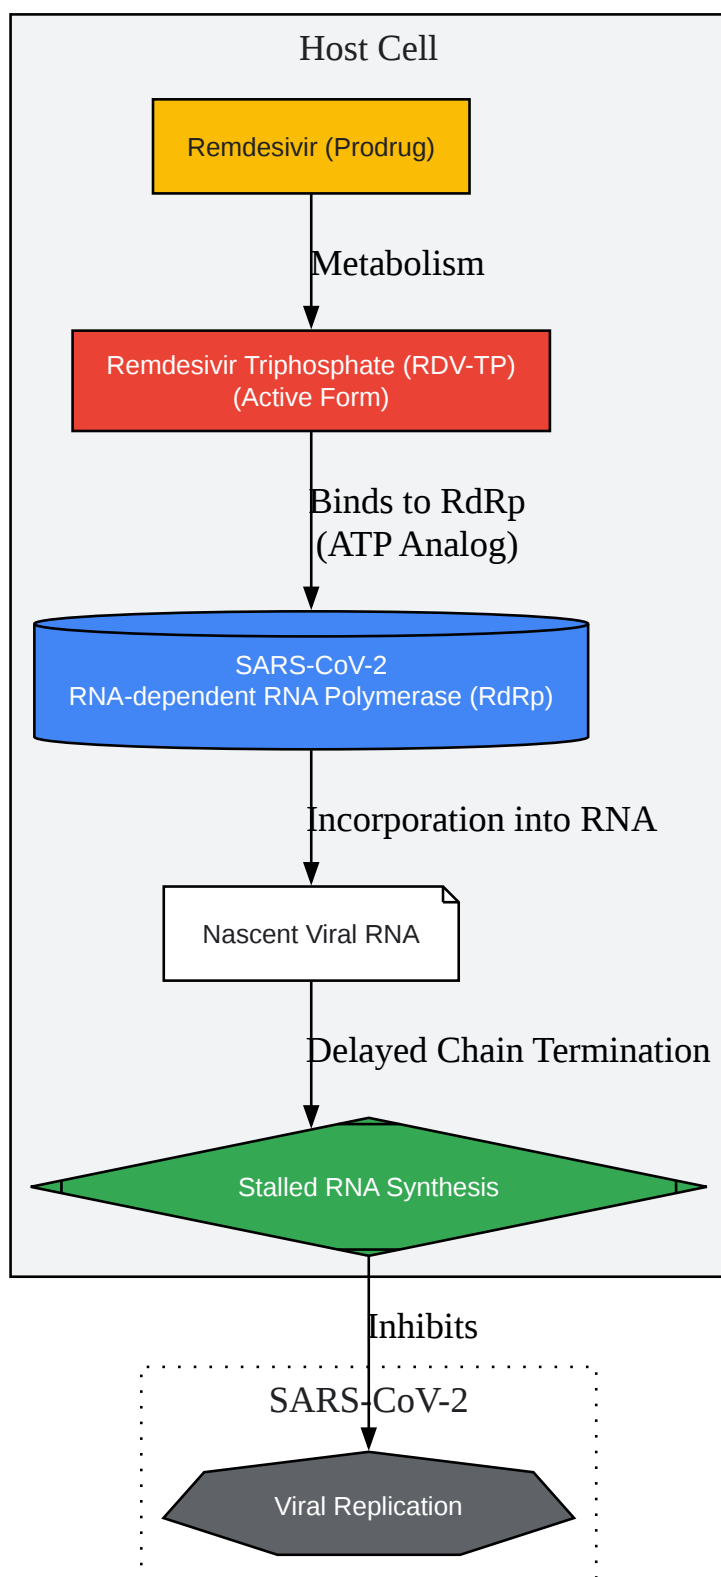 Host Cell
Remdesivir (Prodrug)
Metabolism
Remdesivir Triphosphate (RDV-TP)
(Active Form)
Binds to RdRp
(ATP Analog)
SARS-CoV-2
RNA-dependent RNA Polymerase (RdRp)
Incorporation into RNA
Nascent Viral RNA
Delayed Chain Termination
Stalled RNA Synthesis
Inhibits
SARS-CoV-2
Viral Replication